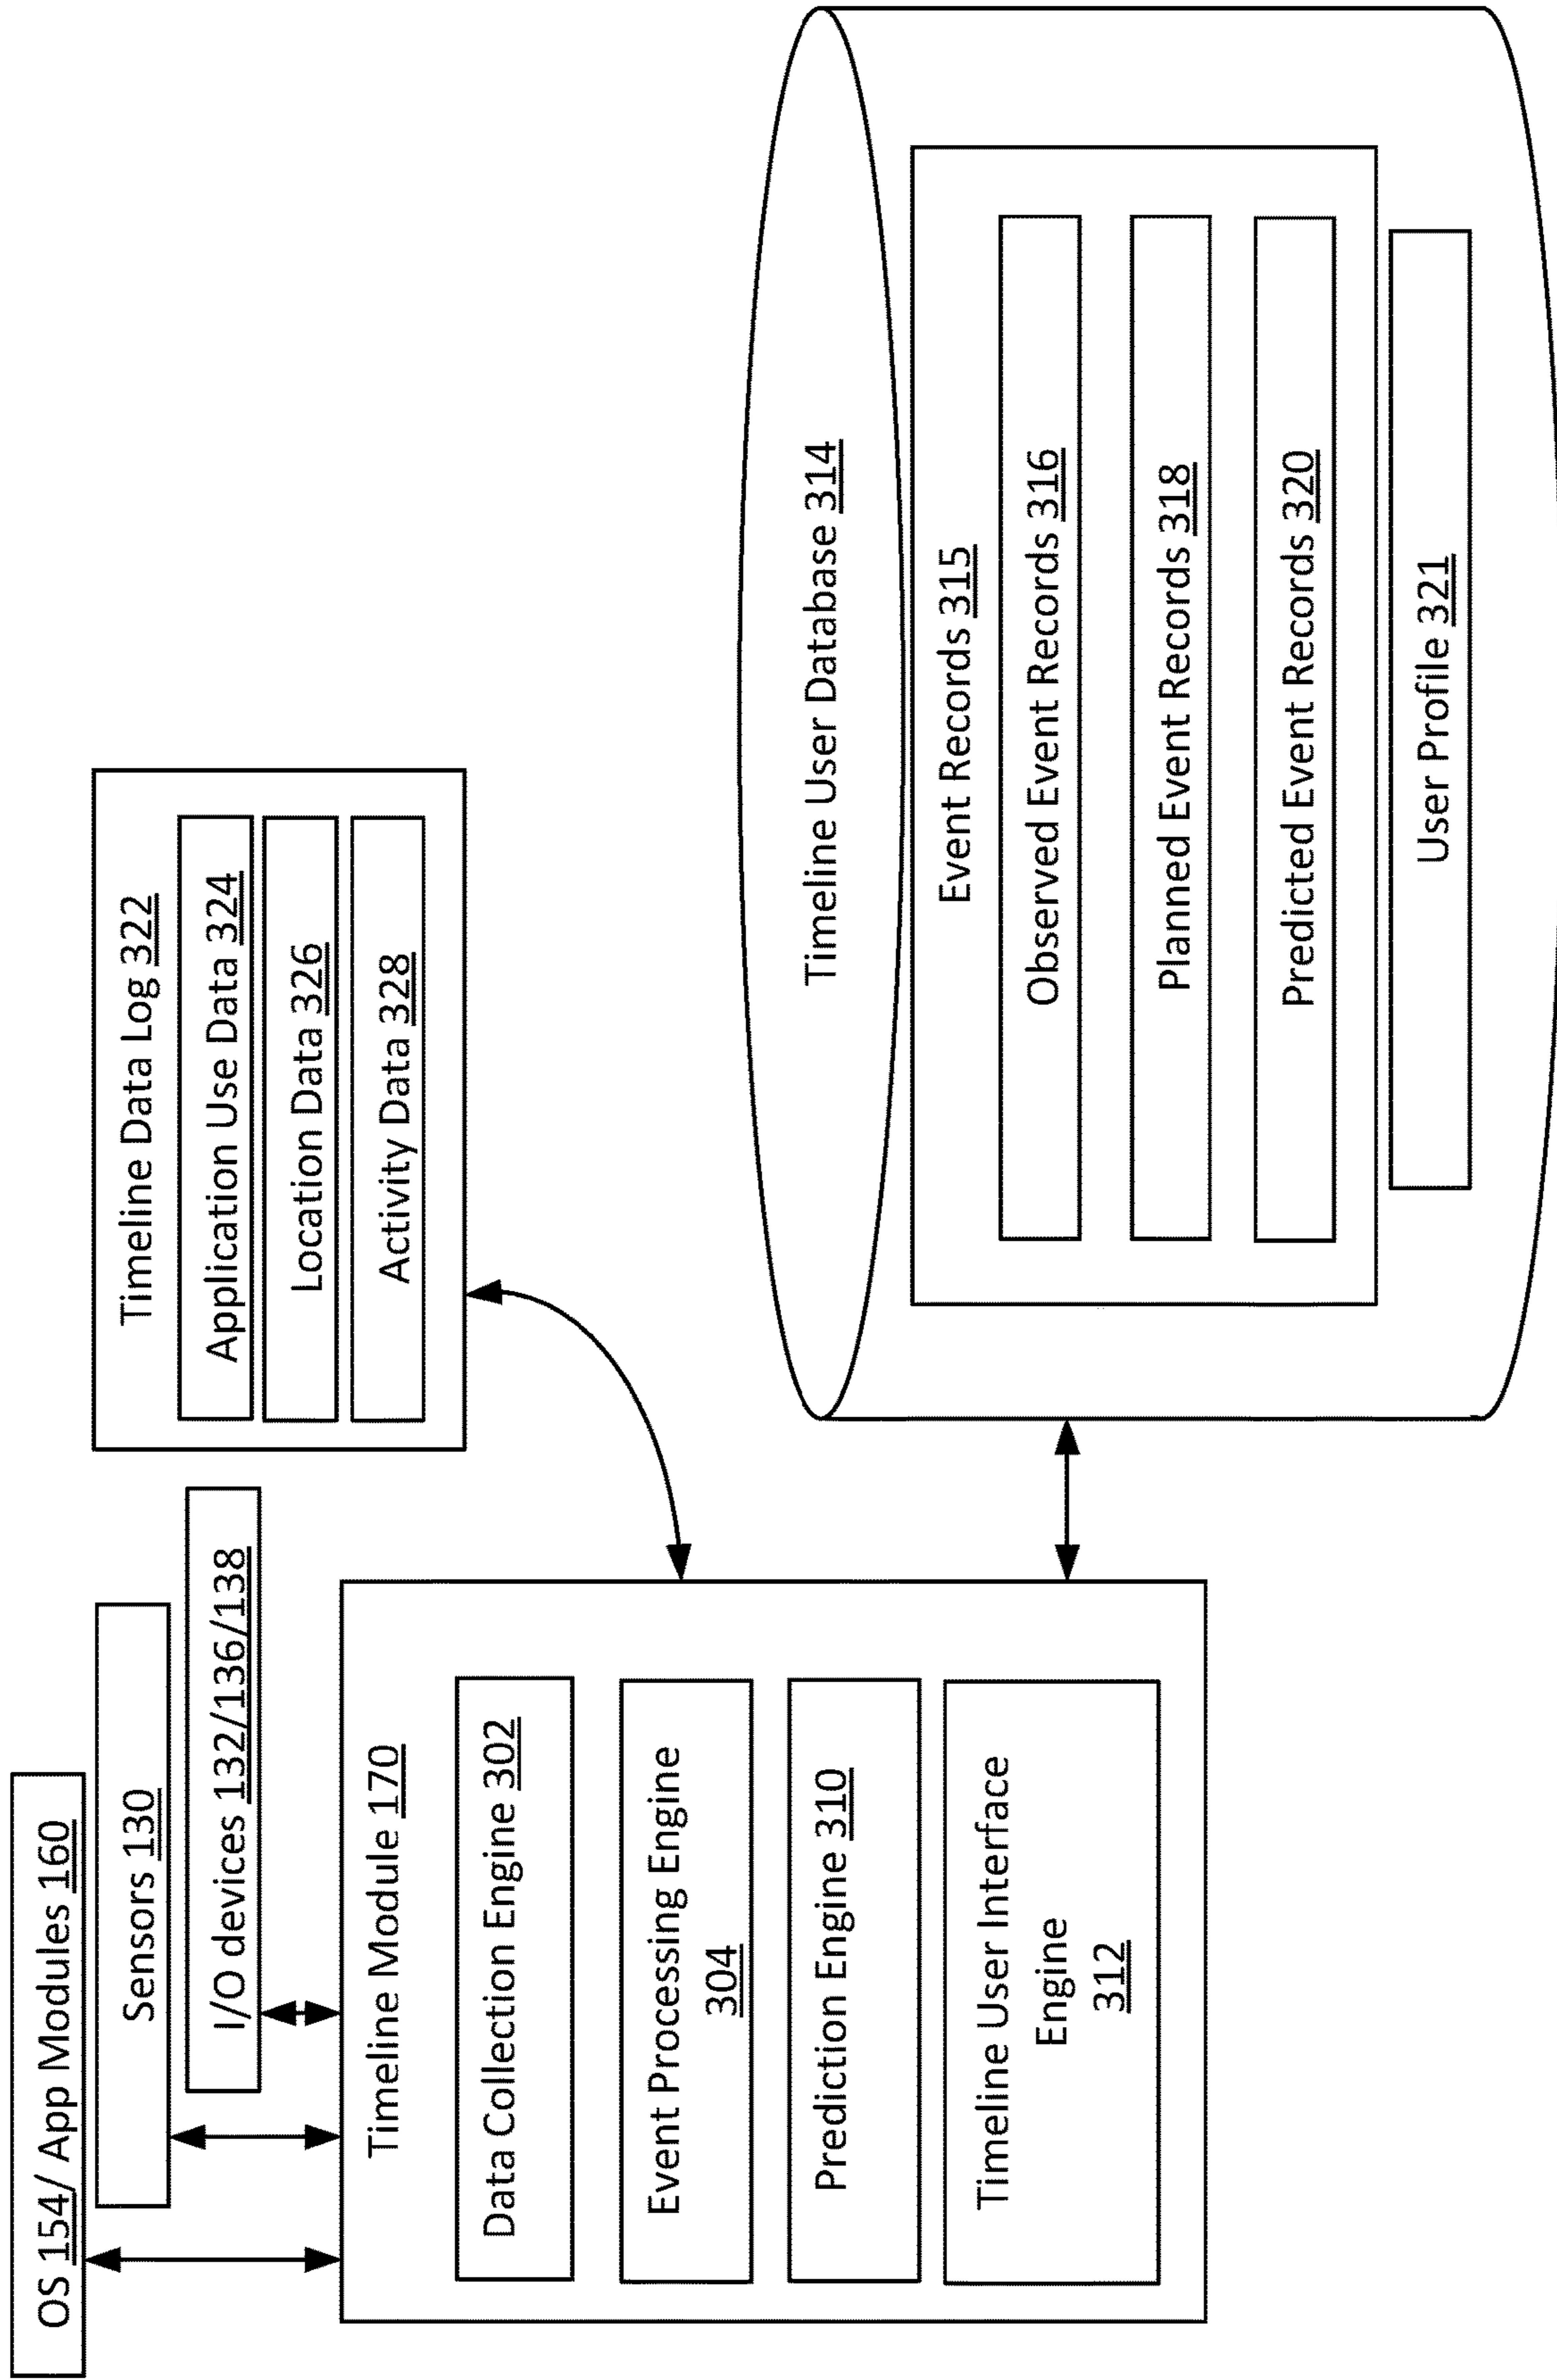 OS 154/ App Modules 160
Sensors 130
I/O devices 132/136/138
Timeline Module 170
Data Collection Engine 302
Event Processing Engine
304
Prediction Engine 310
Timeline User Interface
Engine
312
Timeline Data Log 322
Application Use Data 324
Location Data 326
Activity Data 328
Timeline User Database 314
Event Records 315
Observed Event Records 316
Planned Event Records 318
Predicted Event Records 320
User Profile 321